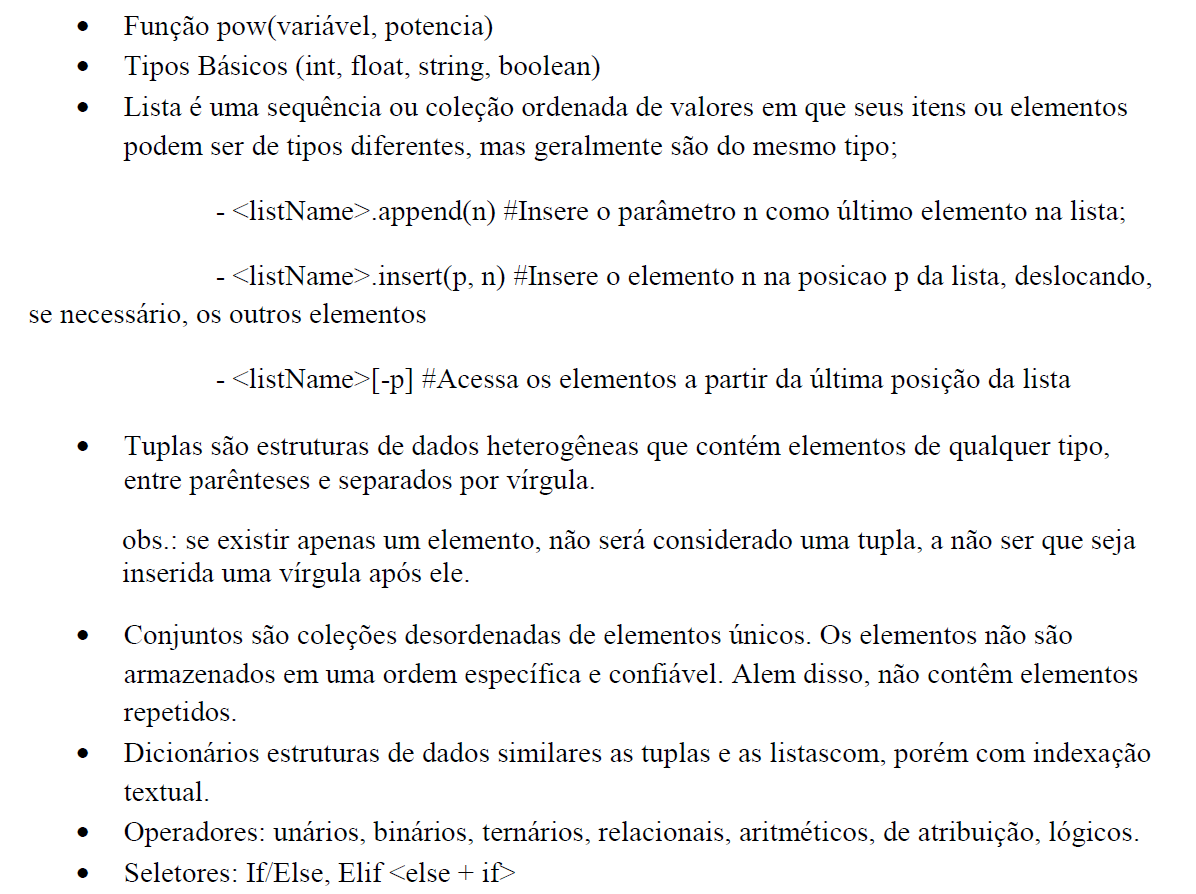 • Função pow(variável, potencia)
• Tipos Básicos (int, float, string, boolean)
• Lista é uma sequência ou coleção ordenada de valores em que seus itens ou elementos
podem ser de tipos diferentes, mas geralmente são do mesmo tipo;
- <listName>.append(n) #Insere o parâmetro n como último elemento na lista;
- <listName>.insert(p, n) #Insere o elemento n na posicao p da lista, deslocando,
se necessário, os outros elementos
- <listName>[-p] #Acessa os elementos a partir da última posição da lista
• Tuplas são estruturas de dados heterogêneas que contém elementos de qualquer tipo,
entre parênteses e separados por vírgula.
obs.: se existir apenas um elemento, não será considerado uma tupla, a não ser que seja
inserida uma vírgula após ele.
• Conjuntos são coleções desordenadas de elementos únicos. Os elementos não são
armazenados em uma ordem específica e confiável. Alem disso, não contêm elementos
repetidos.
• Dicionários estruturas de dados similares as tuplas e as listascom, porém com indexação
textual.
• Operadores: unários, binários, ternários, relacionais, aritméticos, de atribuição, lógicos.
• Seletores: If/Else, Elif <else + if>